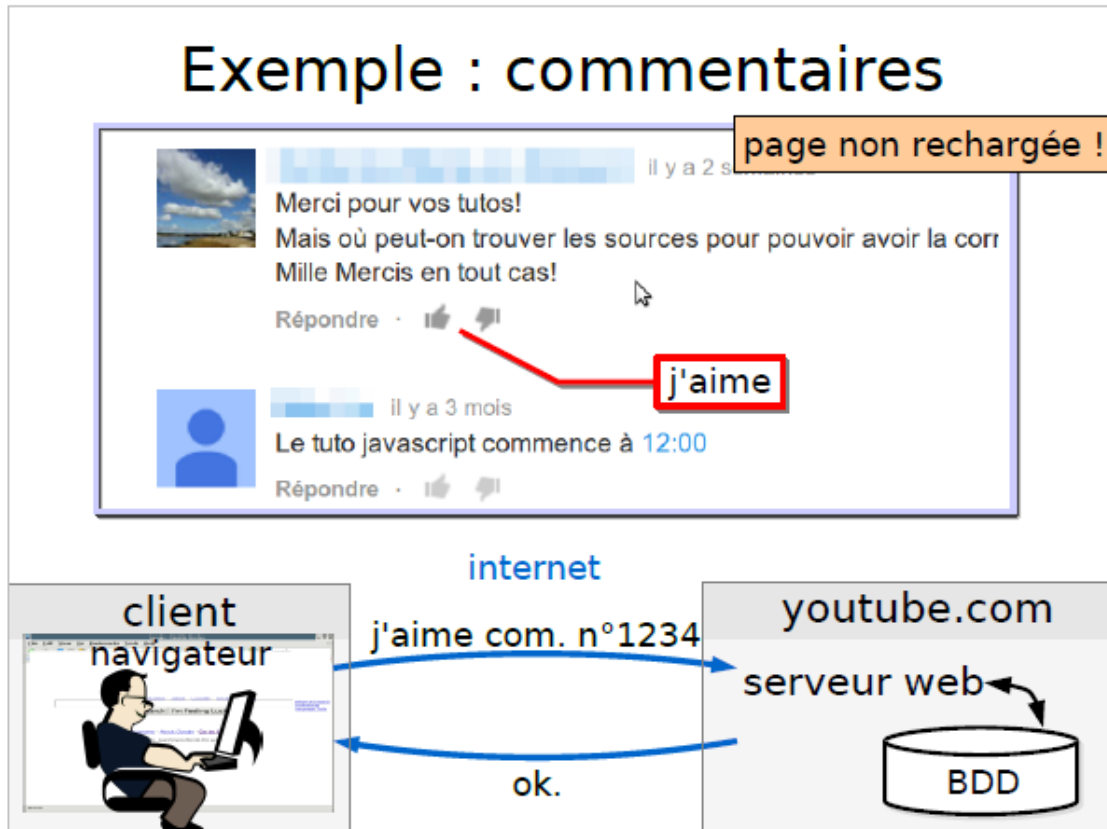 Exemple : commentaires
page non rechargée !
il y a 2
Merci pour vos tutos!
Mais où peut-on trouver les sources pour pouvoir avoir la
Mille Mercis en tout cas!
Répondre ·
j'aime
il y a 3 mois
Le tuto javascript commence à 12:00
Répondre ·
internet
client
navigateur
j'aime com. n°1234
ok.
youtube.com
serveur web
BDD